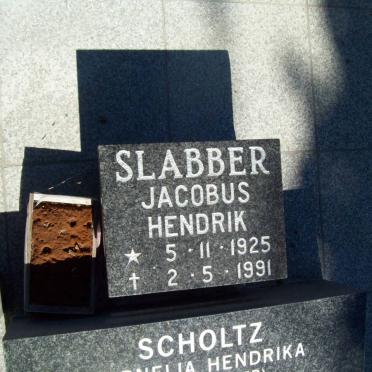 SLABBER
JACOBUS
HENDRIK
★ 5 · 11 · 1925
✝ 2 · 5 · 1991
SCHOLTZ
HENDRIKA